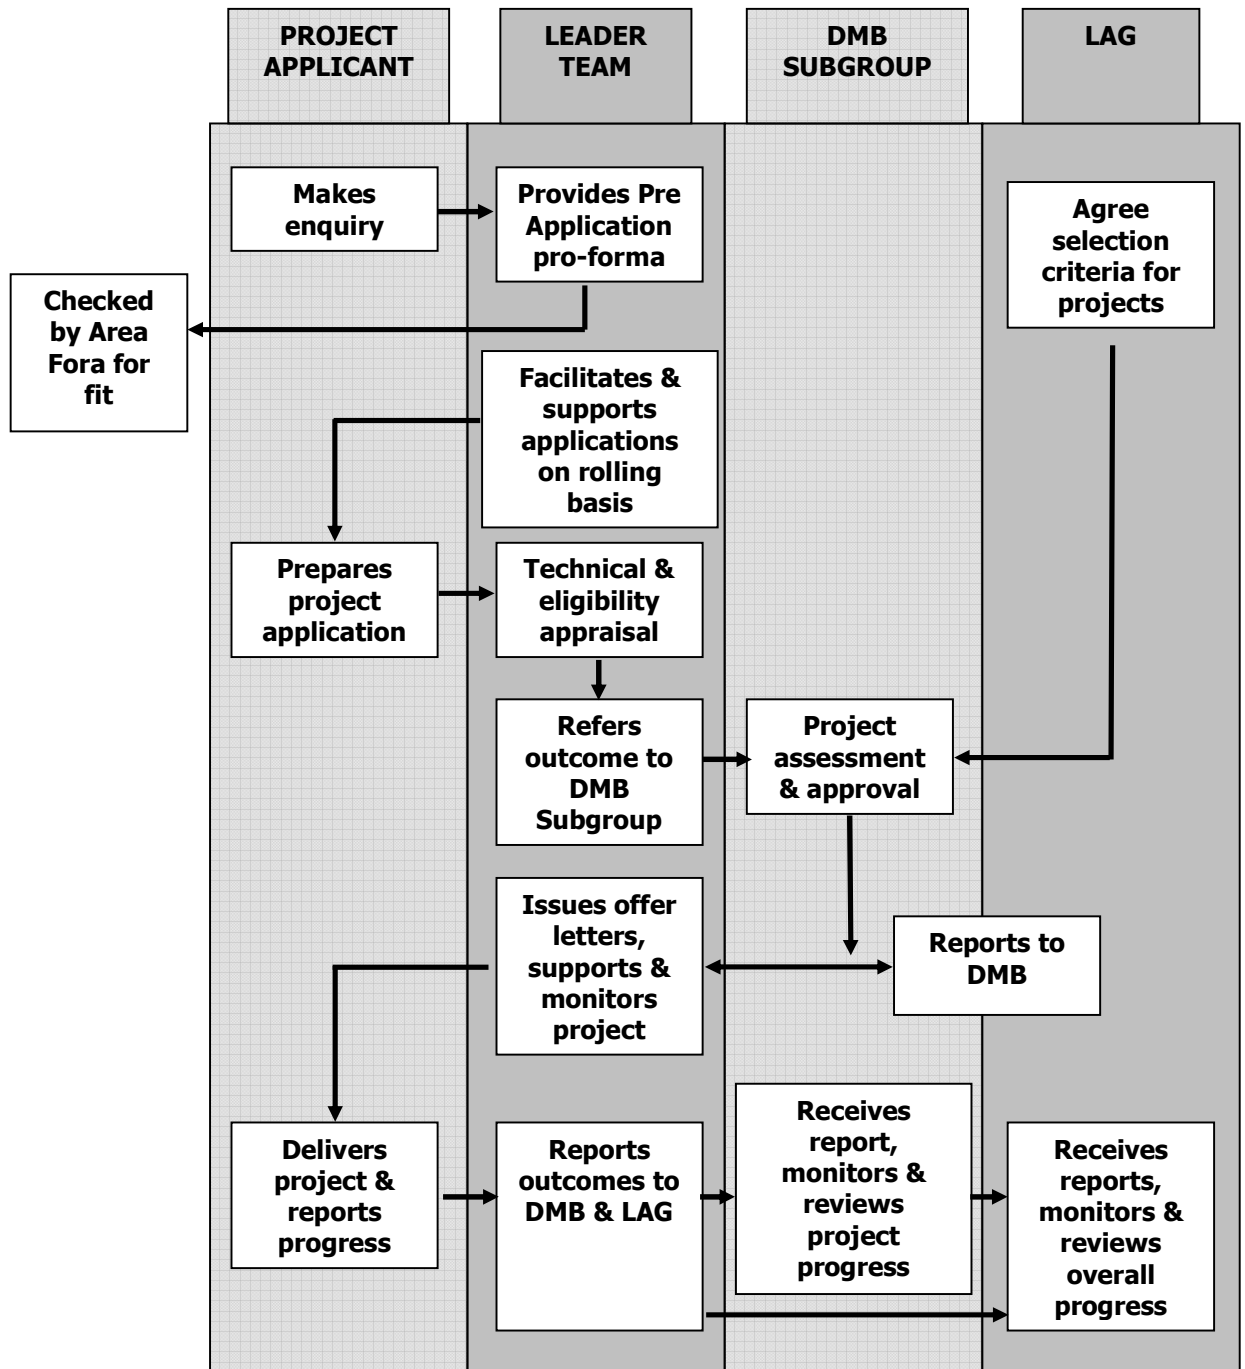 PROJECT
APPLICANT
LEADER
TEAM
DMB
SUBGROUP
LAG
Makes
enquiry
Provides Pre
Application
pro-forma
Agree
selection
criteria for
projects
Checked
by Area
Fora for
fit
Facilitates &
supports
applications
on rolling
basis
Prepares
project
application
Technical &
eligibility
appraisal
Refers
outcome to
DMB
Subgroup
Project
assessment
& approval
Issues offer
letters,
supports &
monitors
project
Reports to
DMB
Delivers
project &
reports
progress
Reports
outcomes to
DMB & LAG
Receives
report,
monitors &
reviews
project
progress
Receives
reports,
monitors &
reviews
overall
progress